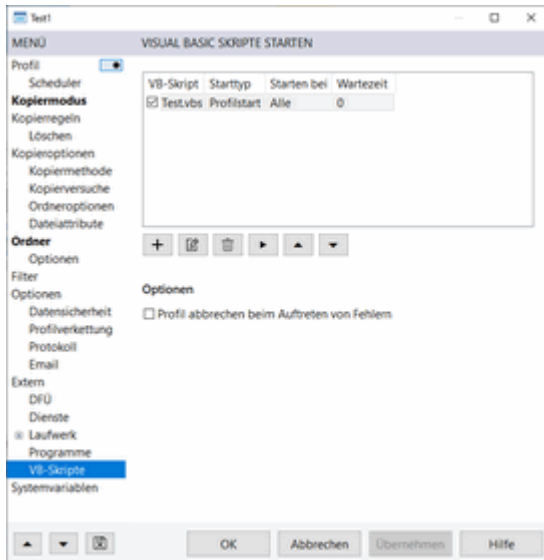 Test1
MENÜ
VISUAL BASIC SKRIPTE STARTEN
Profil
Scheduler
Kopiermodus
Kopierregeln
Löschen
Kopieroptionen
Kopiermethode
Kopierversuche
Ordneroptionen
Dateiattribute
Ordner
Optionen
Filter
Optionen
Datensicherheit
Profilverkettung
Protokoll
Email
Extern
DFÜ
Dienste
Laufwerk
Programme
VB-Skripte
Systemvariablen
VB-Skript Starttyp Starten bei Wartezeit
Test.vbs Profilstart Alle 0
Optionen
Profil abbrechen beim Auftreten von Fehlern
OK Abbrechen Übernehmen Hilfe